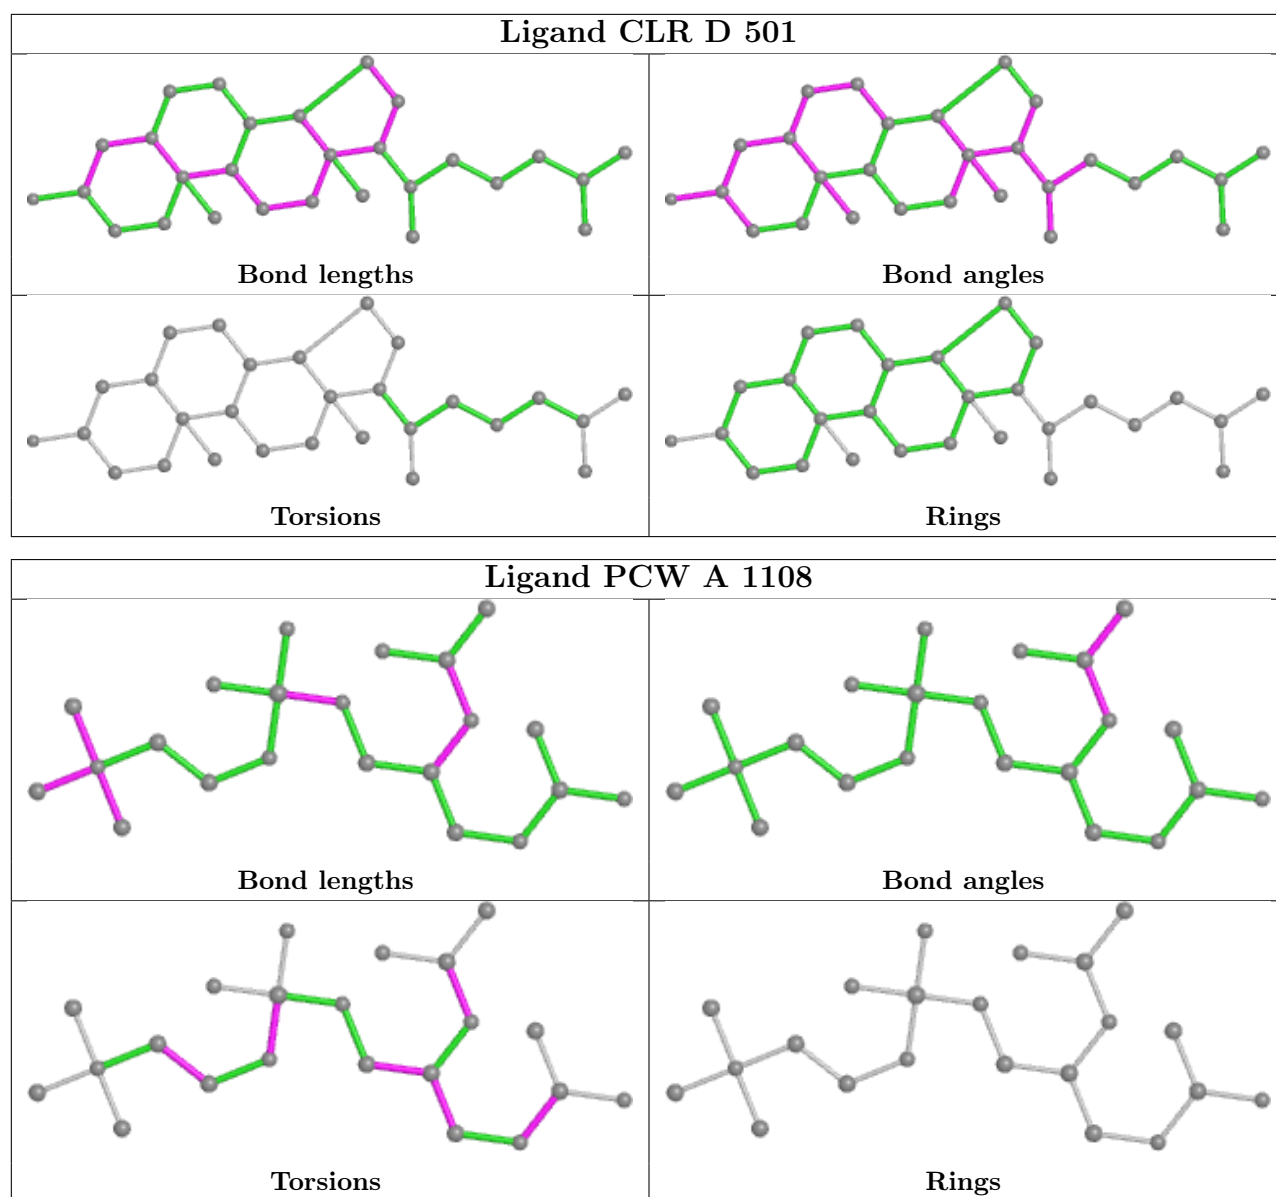 Ligand CLR D 501
Bond lengths
Bond angles
Torsions
Rings
Ligand PCW A 1108
Bond lengths
Bond angles
Torsions
Rings